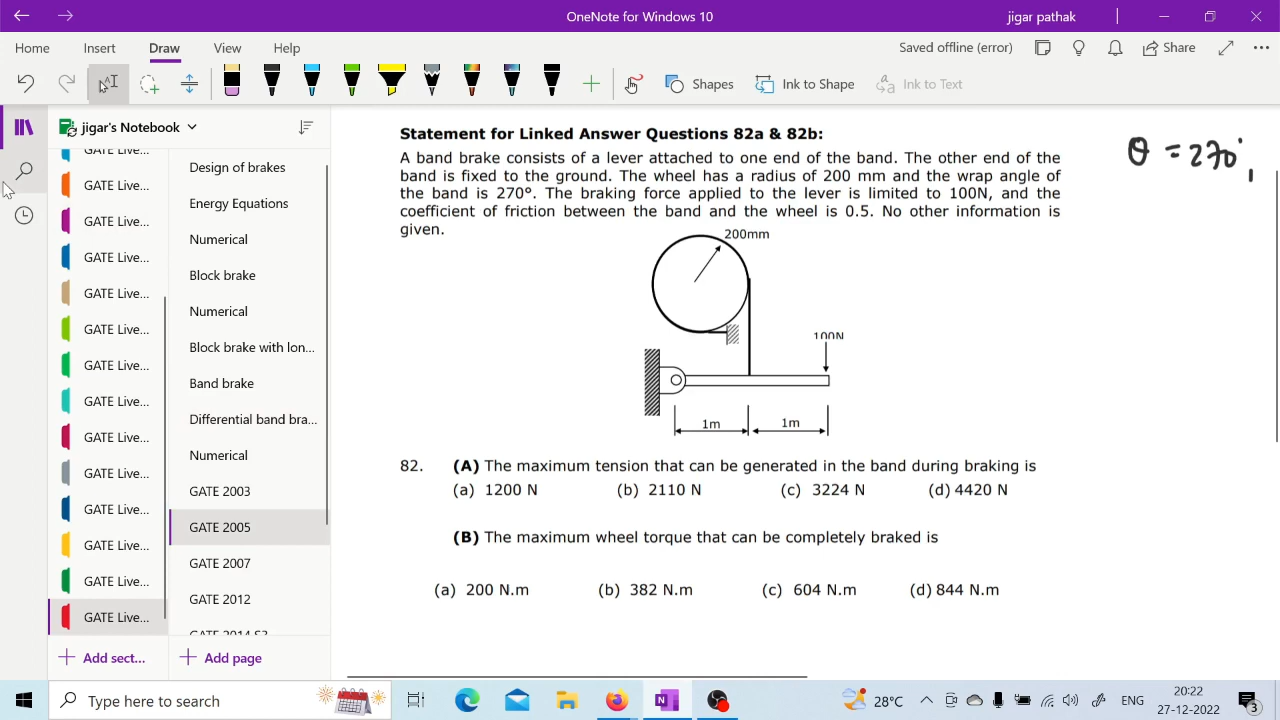 OneNote for Windows 10
jigar pathak
Home Insert Draw View Help
Saved offline (error)
Share
Shapes
Ink to Shape
Ink to Text
jigar's Notebook
GATE Live...
GATE Live...
GATE Live...
GATE Live...
GATE Live...
GATE Live...
GATE Live...
GATE Live...
GATE Live...
GATE Live...
GATE Live...
GATE Live...
GATE Live...
GATE Live...
Add sect...
Design of brakes
Energy Equations
Numerical
Block brake
Numerical
Block brake with lon...
Band brake
Differential band bra...
Numerical
GATE 2003
GATE 2005
GATE 2007
GATE 2012
GATE 2014 S3
Add page
Statement for Linked Answer Questions 82a & 82b:
A band brake consists of a lever attached to one end of the band. The other end of the
band is fixed to the ground. The wheel has a radius of 200 mm and the wrap angle of
the band is 270°. The braking force applied to the lever is limited to 100N, and the
coefficient of friction between the band and the wheel is 0.5. No other information is
given.
θ = 270°,
200mm
100N
1m
1m
82. (A) The maximum tension that can be generated in the band during braking is
(a) 1200 N (b) 2110 N (c) 3224 N (d) 4420 N
(B) The maximum wheel torque that can be completely braked is
(a) 200 N.m (b) 382 N.m (c) 604 N.m (d) 844 N.m
Type here to search
28°C
ENG
20:22
27-12-2022
3